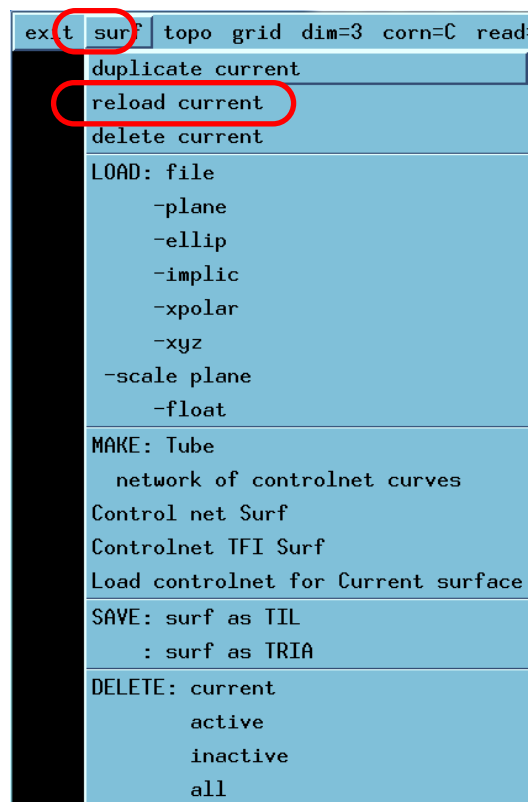 exit surf topo grid dim=3 corn=C read=
duplicate current
reload current
delete current
LOAD: file
-plane
-ellip
-implic
-xpolar
-xyz
-scale plane
-float
MAKE: Tube
network of controlnet curves
Control net Surf
Controlnet TFI Surf
Load controlnet for Current surface
SAVE: surf as TIL
: surf as TRIA
DELETE: current
active
inactive
all